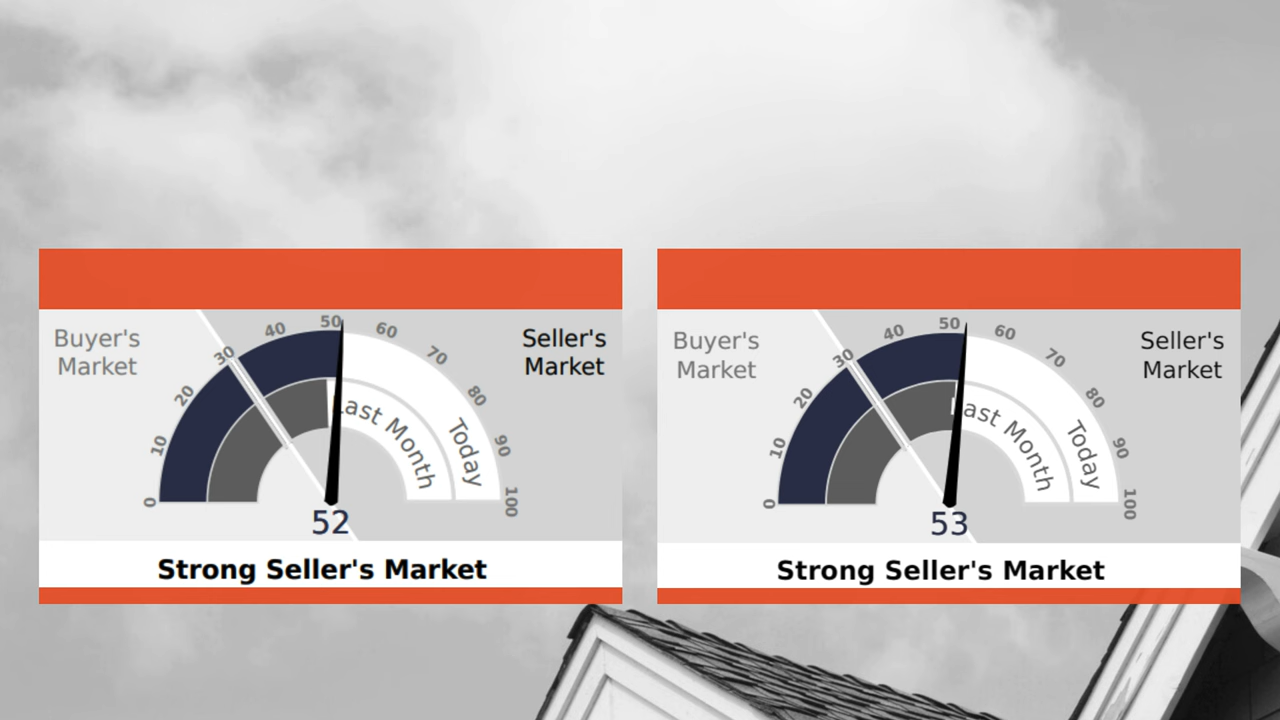 Buyer's
Market
Seller's
Market
0
10
20
30
40
50
60
70
80
90
100
Last Month
Today
52
Strong Seller's Market
Buyer's
Market
Seller's
Market
0
10
20
30
40
50
60
70
80
90
100
Last Month
Today
53
Strong Seller's Market